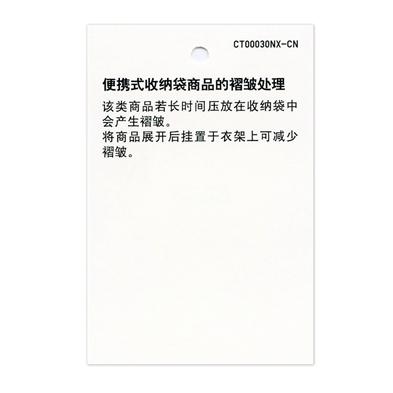 CT00030NX-CN
便携式收纳袋商品的褶皱处理
该类商品若长时间压放在收纳袋中
会产生褶皱。
将商品展开后挂置于衣架上可减少
褶皱。